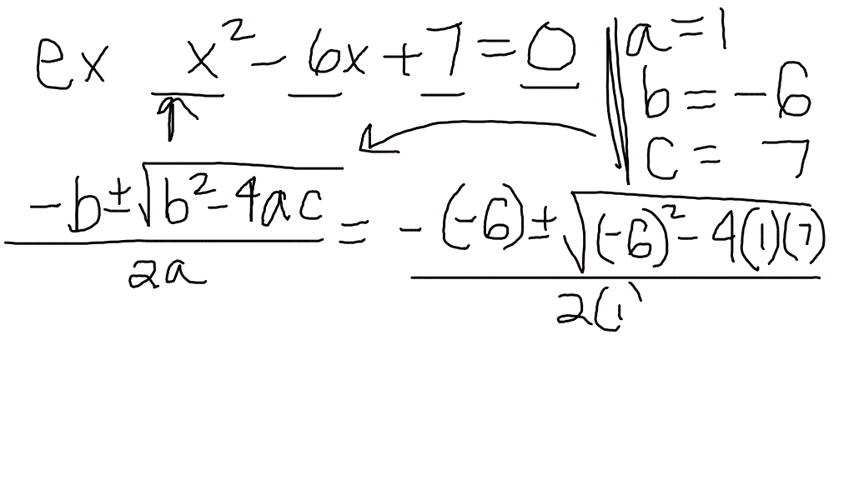 ex x² - 6x + 7 = 0
a = 1
b = -6
c = 7
-b ± √(b² - 4ac) / 2a = -(-6) ± √((-6)² - 4(1)(7)) / 2(1)